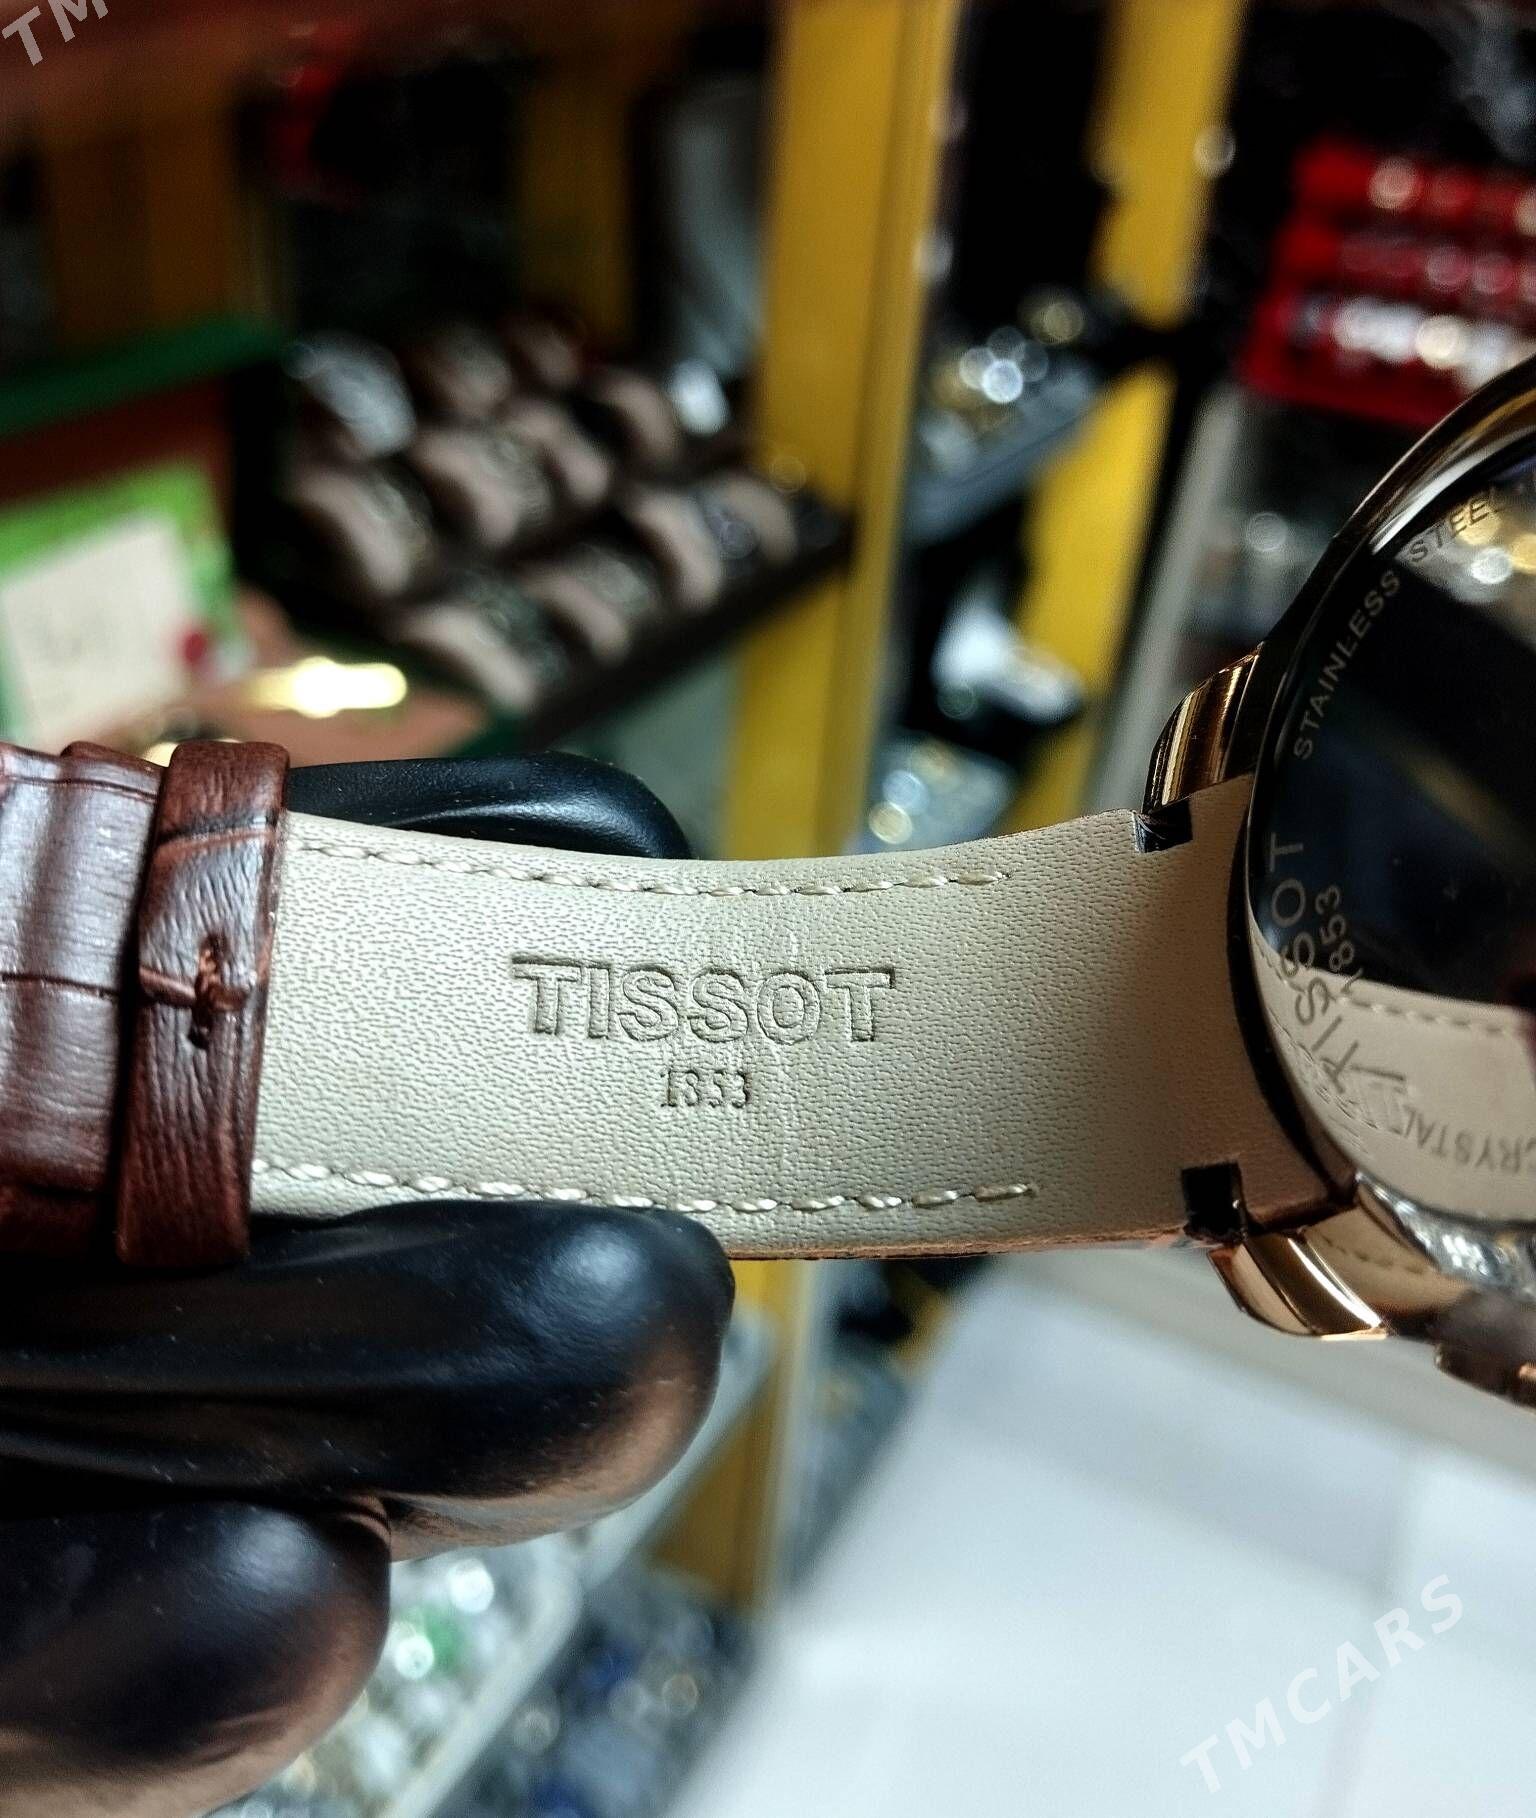 TM
STAINLESS STEEL
TISSOT
1853
TISSOT
1853
CRYSTAL
TMCARS